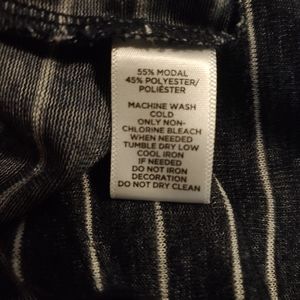 55% MODAL
45% POLYESTER/
POLIÉSTER
MACHINE WASH
COLD
ONLY NON-
CHLORINE BLEACH
WHEN NEEDED
TUMBLE DRY LOW
COOL IRON
IF NEEDED
DO NOT IRON
DECORATION
DO NOT DRY CLEAN